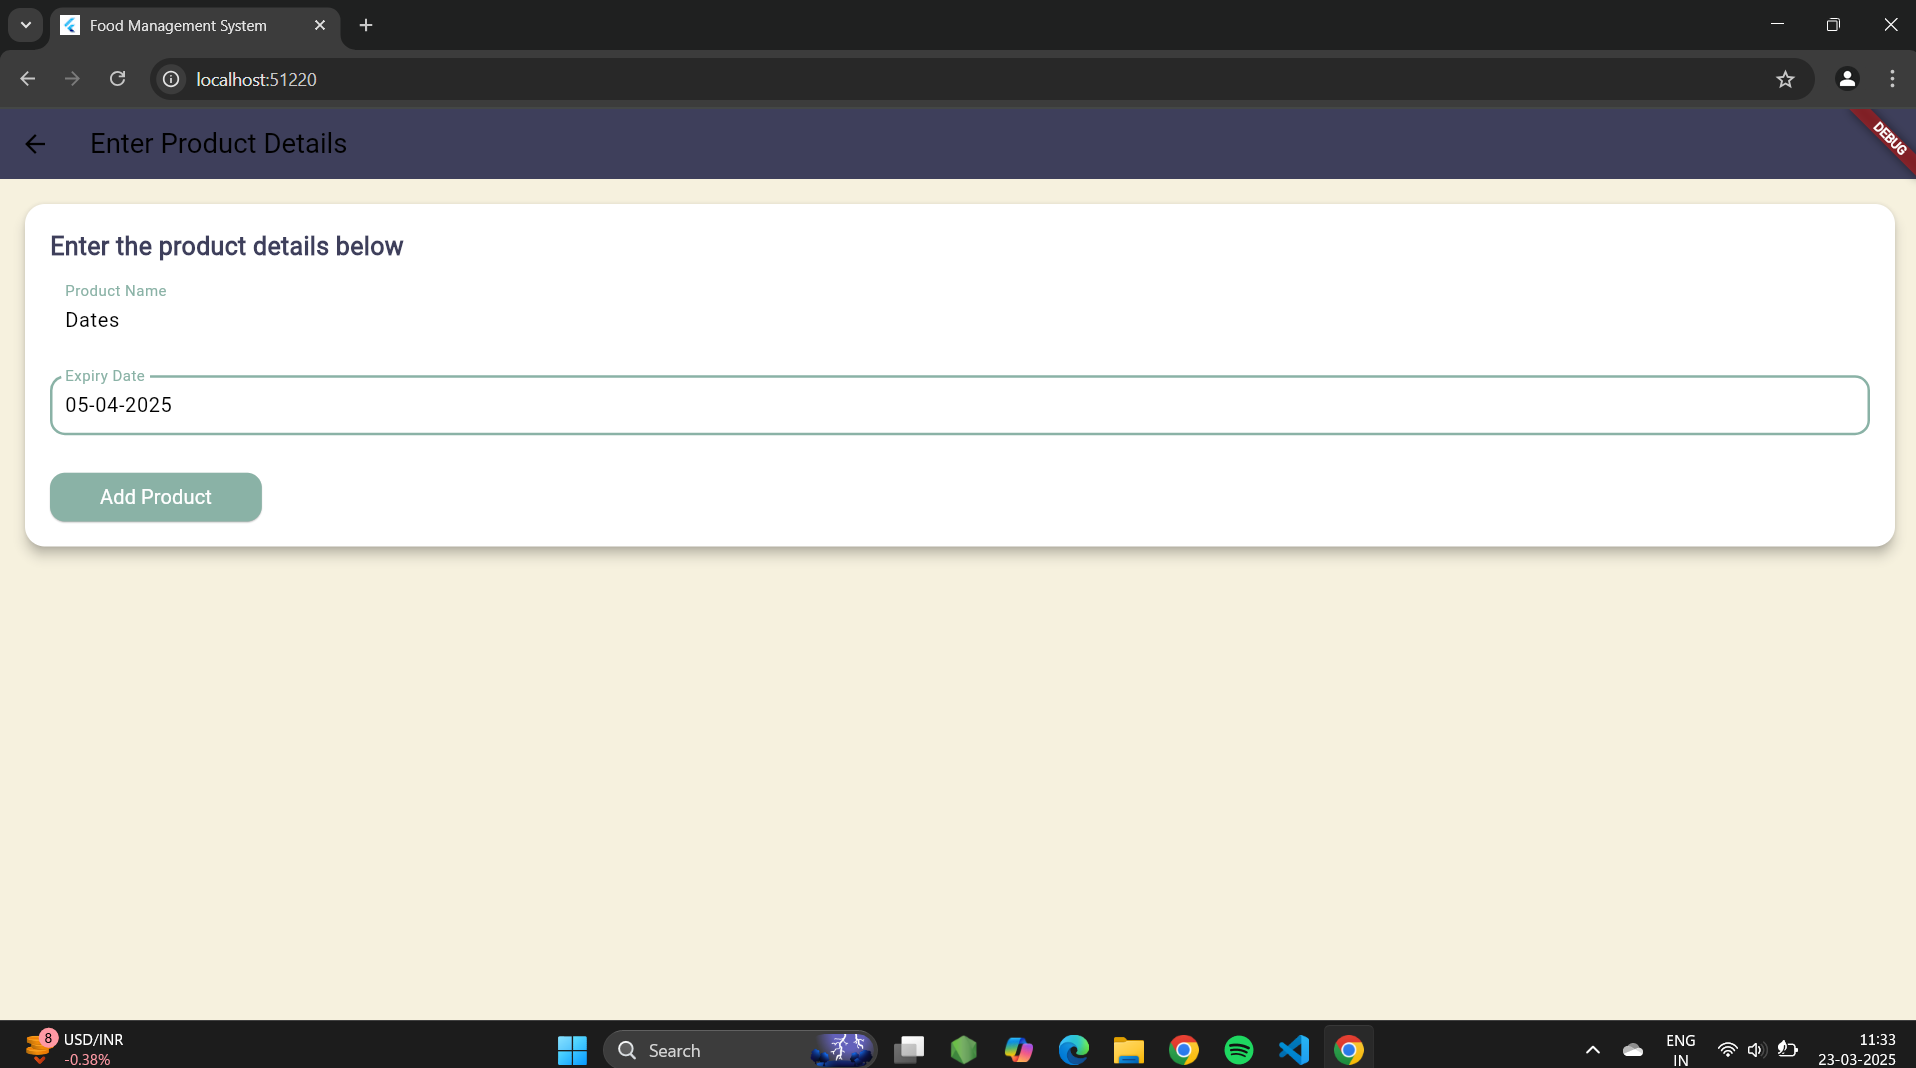 Food Management System
localhost:51220
Enter Product Details
DEBUG
Enter the product details below
Product Name
Dates
Expiry Date
05-04-2025
Add Product
8
USD/INR
-0.38%
Search
ENG
IN
11:33
23-03-2025